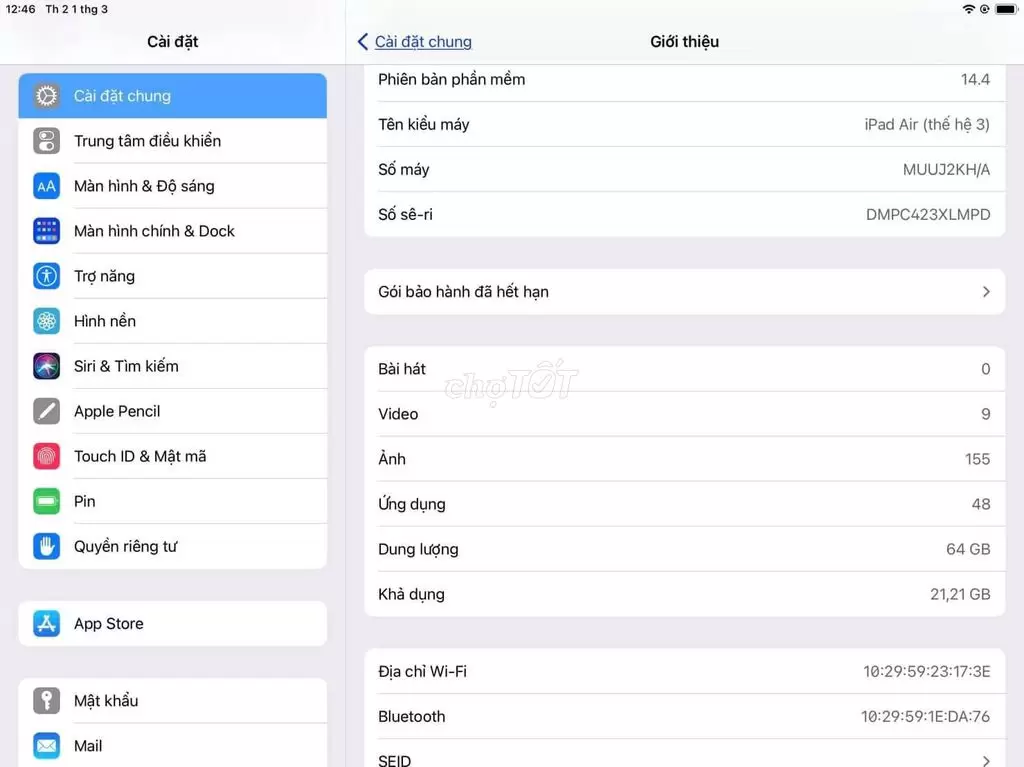 12:46 Th 2 1 thg 3
Cài đặt
Cài đặt chung
Trung tâm điều khiển
AA Màn hình & Độ sáng
Màn hình chính & Dock
Trợ năng
Hình nền
Siri & Tìm kiếm
Apple Pencil
Touch ID & Mật mã
Pin
Quyền riêng tư
App Store
Mật khẩu
Mail
Cài đặt chung Giới thiệu
Phiên bản phần mềm 14.4
Tên kiểu máy iPad Air (thế hệ 3)
Số máy MUUJ2KH/A
Số sê-ri DMPC423XLMPD
Gói bảo hành đã hết hạn
Bài hát 0
chợTỐT
Video 9
Ảnh 155
Ứng dụng 48
Dung lượng 64 GB
Khả dụng 21,21 GB
Địa chỉ Wi-Fi 10:29:59:23:17:3E
Bluetooth 10:29:59:1E:DA:76
SEID